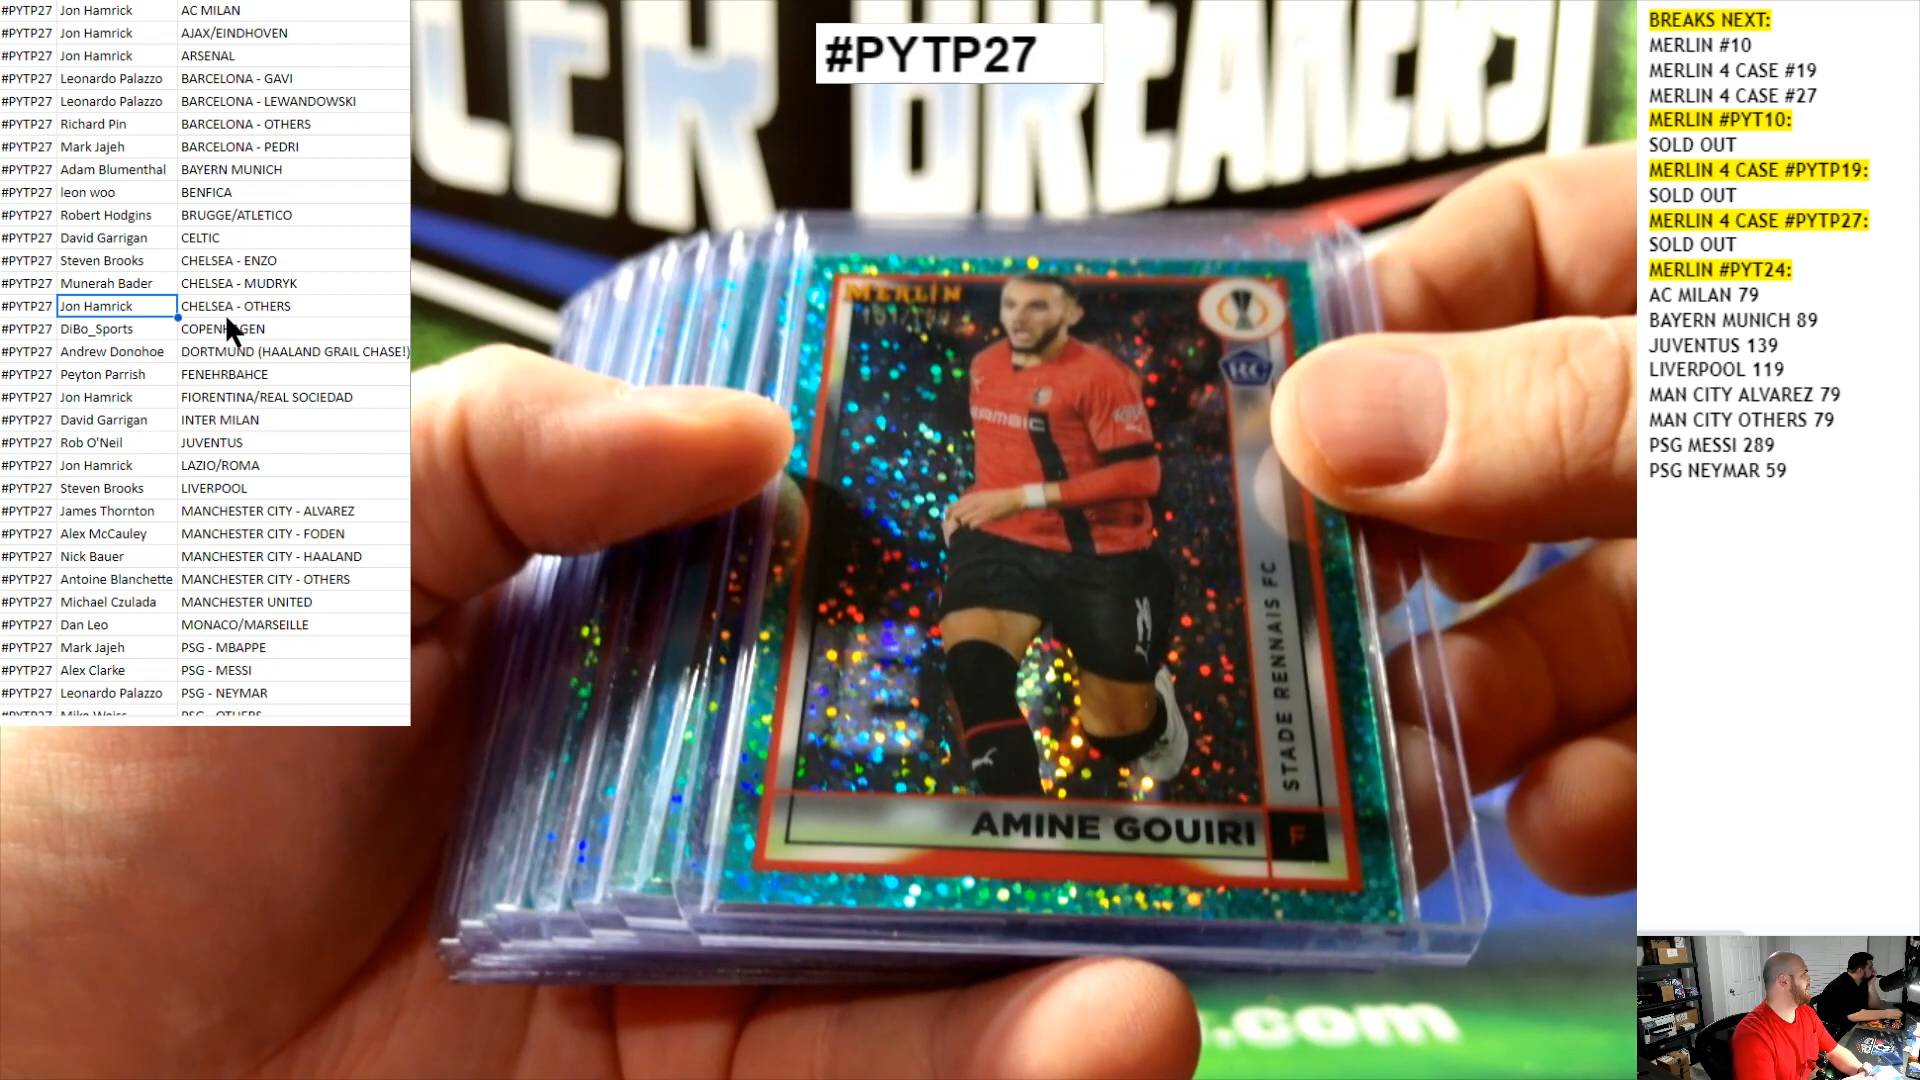 #PYTP27 Jon Hamrick AC MILAN
#PYTP27 Jon Hamrick AJAX/EINDHOVEN
#PYTP27 Jon Hamrick ARSENAL
#PYTP27 Leonardo Palazzo BARCELONA - GAVI
#PYTP27 Leonardo Palazzo BARCELONA - LEWANDOWSKI
#PYTP27 Richard Pin BARCELONA - OTHERS
#PYTP27 Mark Jajeh BARCELONA - PEDRI
#PYTP27 Adam Blumenthal BAYERN MUNICH
#PYTP27 leon woo BENFICA
#PYTP27 Robert Hodgins BRUGGE/ATLETICO
#PYTP27 David Garrigan CELTIC
#PYTP27 Steven Brooks CHELSEA - ENZO
#PYTP27 Munerah Bader CHELSEA - MUDRYK
#PYTP27 Jon Hamrick CHELSEA - OTHERS
#PYTP27 DiBo_Sports COPENHAGEN
#PYTP27 Andrew Donohoe DORTMUND (HAALAND GRAIL CHASE!)
#PYTP27 Peyton Parrish FENEHRBAHCE
#PYTP27 Jon Hamrick FIORENTINA/REAL SOCIEDAD
#PYTP27 David Garrigan INTER MILAN
#PYTP27 Rob O'Neil JUVENTUS
#PYTP27 Jon Hamrick LAZIO/ROMA
#PYTP27 Steven Brooks LIVERPOOL
#PYTP27 James Thornton MANCHESTER CITY - ALVAREZ
#PYTP27 Alex McCauley MANCHESTER CITY - FODEN
#PYTP27 Nick Bauer MANCHESTER CITY - HAALAND
#PYTP27 Antoine Blanchette MANCHESTER CITY - OTHERS
#PYTP27 Michael Czulada MANCHESTER UNITED
#PYTP27 Dan Leo MONACO/MARSEILLE
#PYTP27 Mark Jajeh PSG - MBAPPE
#PYTP27 Alex Clarke PSG - MESSI
#PYTP27 Leonardo Palazzo PSG - NEYMAR
#PYTP27 Mike Weiss PSG - OTHERS
#PYTP27
BREAKERS
MERLIN
RC
STADE RENNAIS FC
AMINE GOUIRI
F
.com
BREAKS NEXT:
MERLIN #10
MERLIN 4 CASE #19
MERLIN 4 CASE #27
MERLIN #PYT10:
SOLD OUT
MERLIN 4 CASE #PYTP19:
SOLD OUT
MERLIN 4 CASE #PYTP27:
SOLD OUT
MERLIN #PYT24:
AC MILAN 79
BAYERN MUNICH 89
JUVENTUS 139
LIVERPOOL 119
MAN CITY ALVAREZ 79
MAN CITY OTHERS 79
PSG MESSI 289
PSG NEYMAR 59